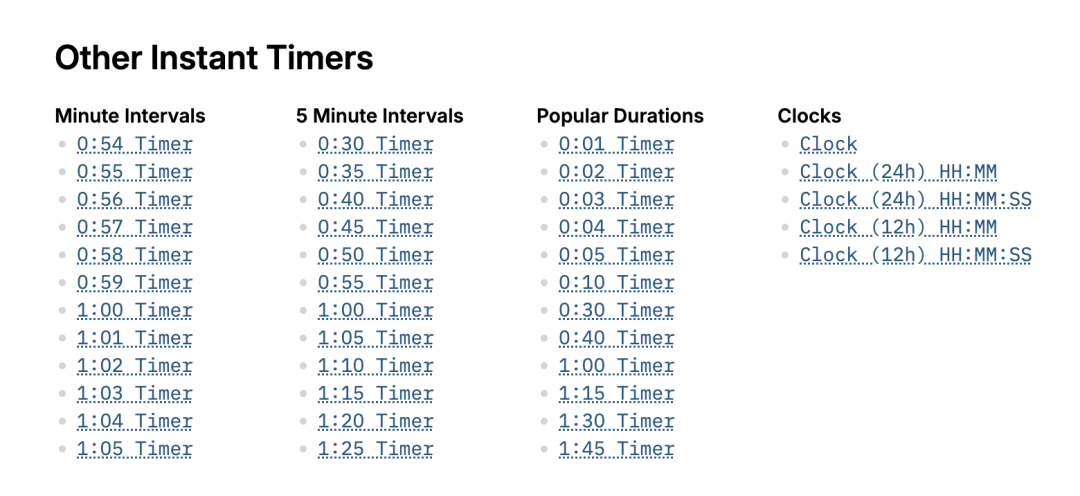 Other Instant Timers
Minute Intervals
0:54 Timer
0:55 Timer
0:56 Timer
0:57 Timer
0:58 Timer
0:59 Timer
1:00 Timer
1:01 Timer
1:02 Timer
1:03 Timer
1:04 Timer
1:05 Timer
5 Minute Intervals
0:30 Timer
0:35 Timer
0:40 Timer
0:45 Timer
0:50 Timer
0:55 Timer
1:00 Timer
1:05 Timer
1:10 Timer
1:15 Timer
1:20 Timer
1:25 Timer
Popular Durations
0:01 Timer
0:02 Timer
0:03 Timer
0:04 Timer
0:05 Timer
0:10 Timer
0:30 Timer
0:40 Timer
1:00 Timer
1:15 Timer
1:30 Timer
1:45 Timer
Clocks
Clock
Clock (24h) HH:MM
Clock (24h) HH:MM:SS
Clock (12h) HH:MM
Clock (12h) HH:MM:SS